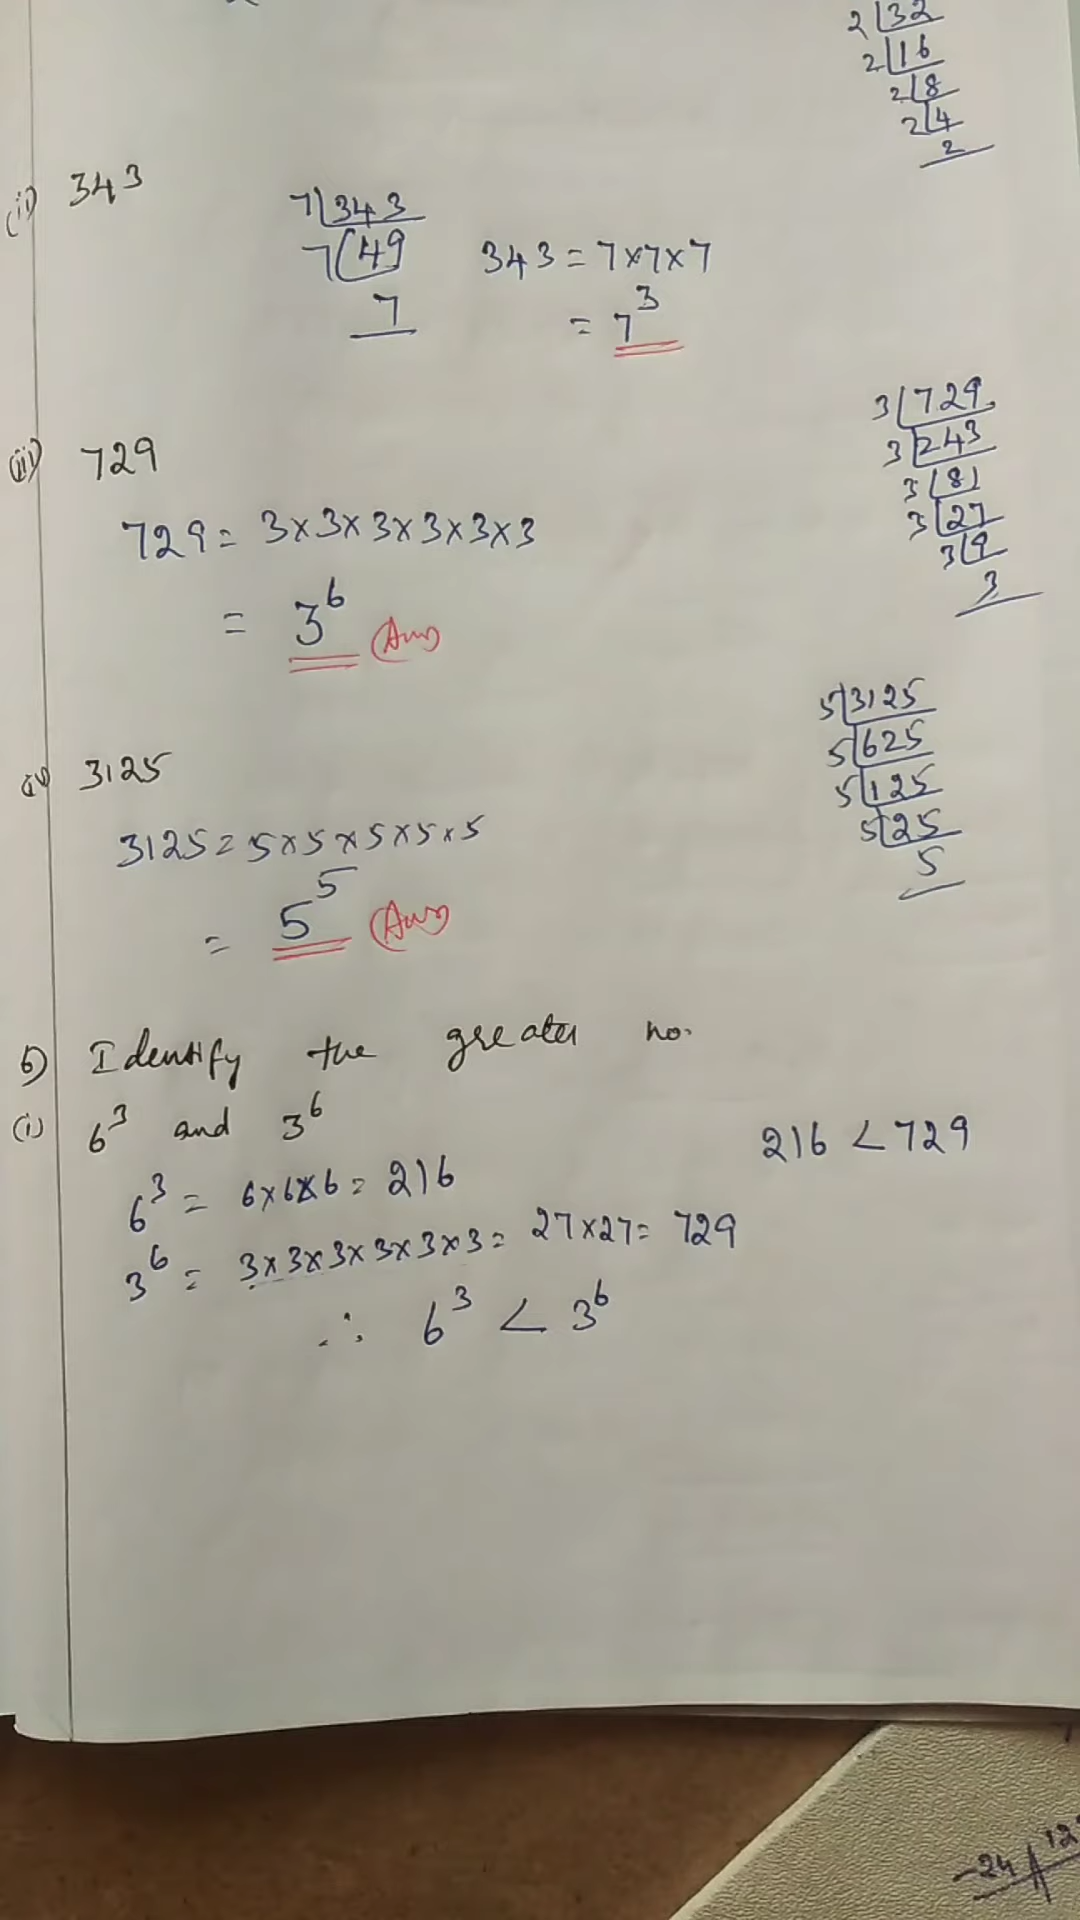 2 32
2 16
2 8
2 4
2
(ii) 343
7 343
7 49
7
343 = 7×7×7
= 7³
(iii) 729
729 = 3×3×3×3×3×3
= 3⁶ (Ans)
3 729
3 243
3 81
3 27
3 9
3
(iv) 3125
3125 = 5×5×5×5×5
= 5⁵ (Ans)
5 3125
5 625
5 125
5 25
5
5) Identify the greater no.
(i) 6³ and 3⁶
6³ = 6×6×6 = 216
216 < 729
3⁶ = 3×3×3×3×3×3 = 27×27 = 729
∴ 6³ < 3⁶
-24